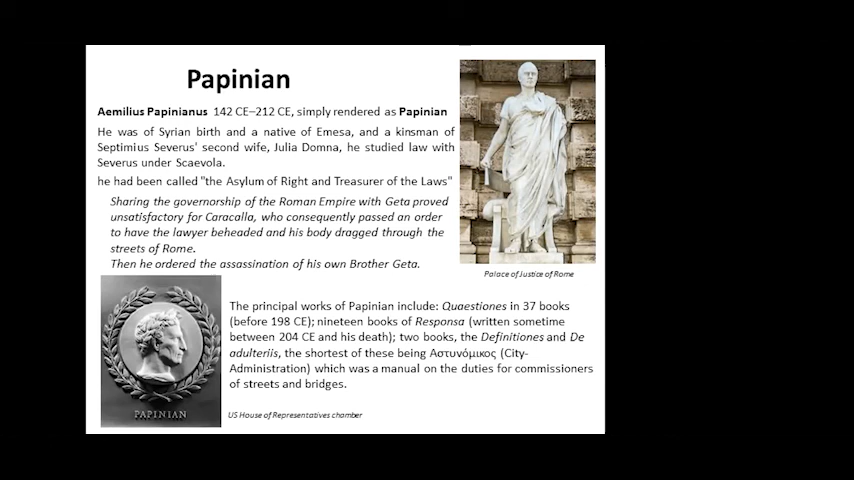 Papinian
Aemilius Papinianus 142 CE–212 CE, simply rendered as Papinian
He was of Syrian birth and a native of Emesa, and a kinsman of
Septimius Severus' second wife, Julia Domna, he studied law with
Severus under Scaevola.
he had been called "the Asylum of Right and Treasurer of the Laws"
Sharing the governorship of the Roman Empire with Geta proved
unsatisfactory for Caracalla, who consequently passed an order
to have the lawyer beheaded and his body dragged through the
streets of Rome.
Then he ordered the assassination of his own Brother Geta.
Palace of Justice of Rome
The principal works of Papinian include: Quaestiones in 37 books
(before 198 CE); nineteen books of Responsa (written sometime
between 204 CE and his death); two books, the Definitiones and De
adulteriis, the shortest of these being Αστυνόμικος (City-
Administration) which was a manual on the duties for commissioners
of streets and bridges.
PAPINIAN
US House of Representatives chamber